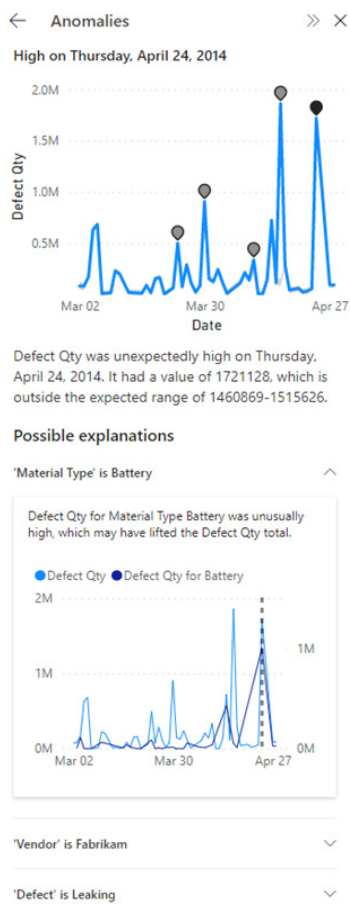 Anomalies
High on Thursday, April 24, 2014
2.0M
1.5M
1.0M
0.5M
Defect Qty
Mar 02
Mar 30
Apr 27
Date
Defect Qty was unexpectedly high on Thursday,
April 24, 2014. It had a value of 1721128, which is
outside the expected range of 1460869-1515626.
Possible explanations
'Material Type' is Battery
Defect Qty for Material Type Battery was unusually
high, which may have lifted the Defect Qty total.
Defect Qty Defect Qty for Battery
2M
1M
1M
0M
0M
Mar 02
Mar 30
Apr 27
'Vendor' is Fabrikam
'Defect' is Leaking